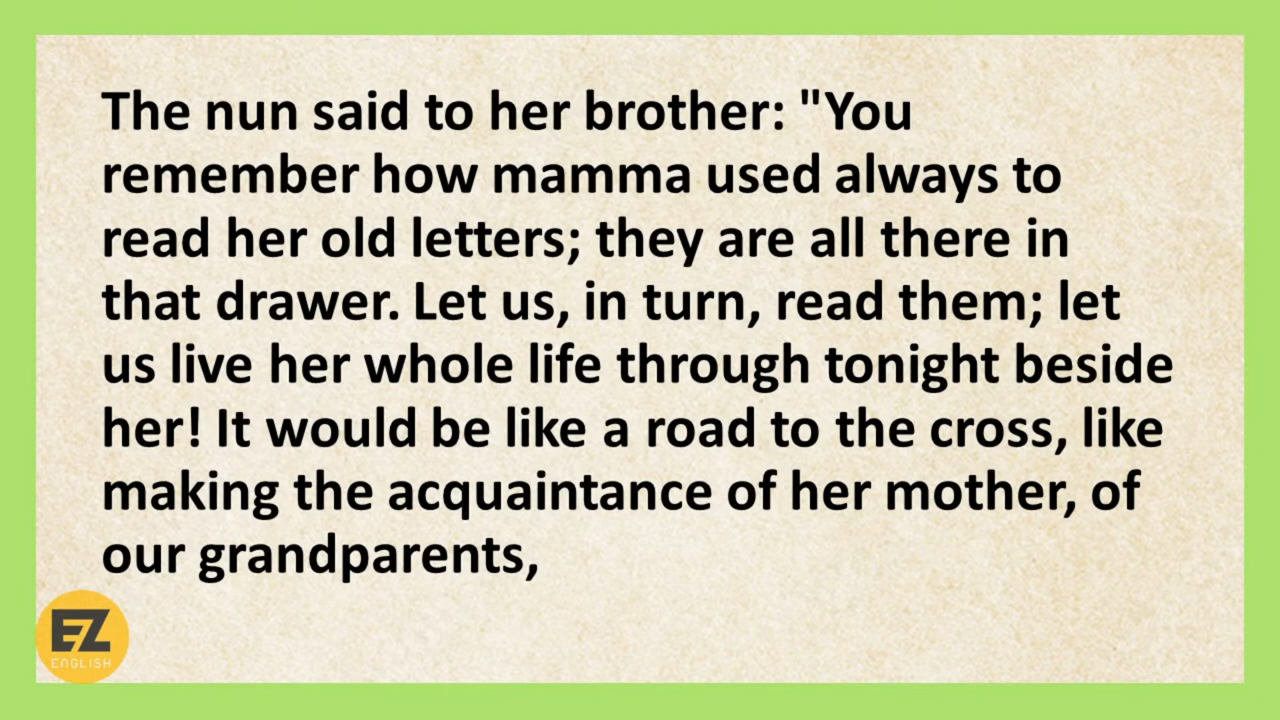 The nun said to her brother: "You
remember how mamma used always to
read her old letters; they are all there in
that drawer. Let us, in turn, read them; let
us live her whole life through tonight beside
her! It would be like a road to the cross, like
making the acquaintance of her mother, of
our grandparents,
EZ
ENGLISH